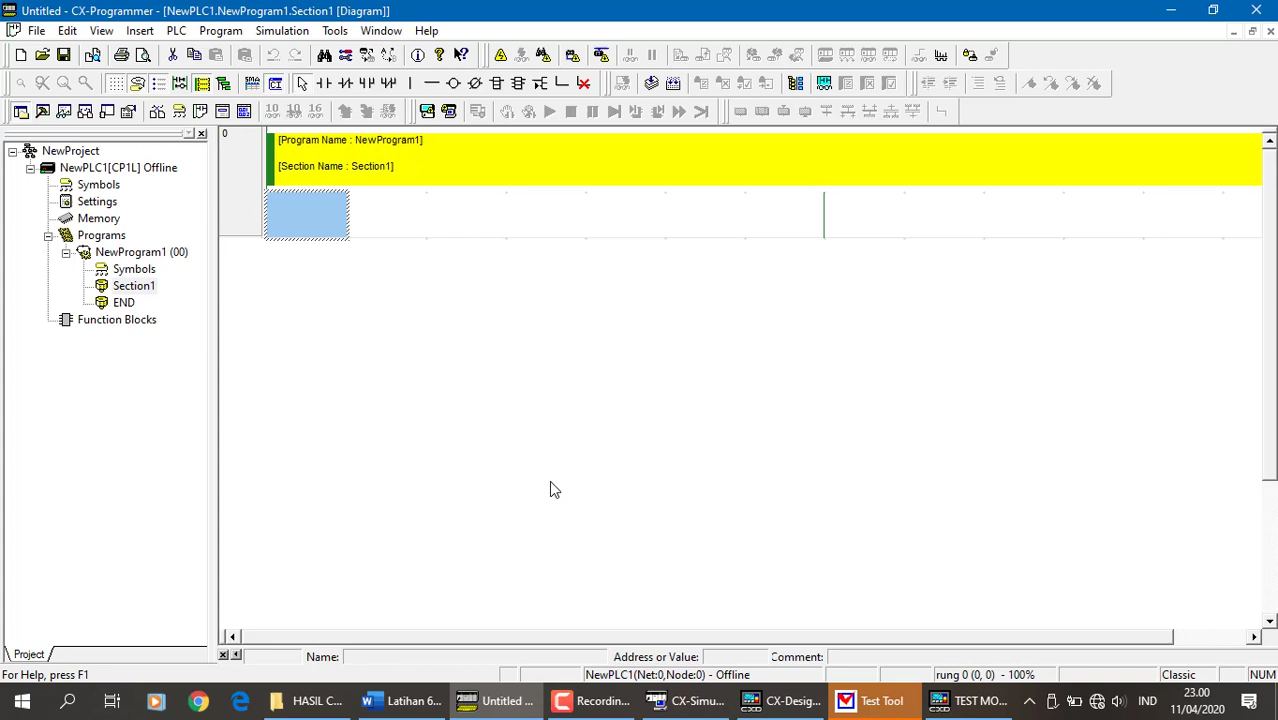 Untitled - CX-Programmer - [NewPLC1.NewProgram1.Section1 [Diagram]]
File Edit View Insert PLC Program Simulation Tools Window Help
10 10 16
0
[Program Name : NewProgram1]
[Section Name : Section1]
NewProject
NewPLC1[CP1L] Offline
Symbols
Settings
Memory
Programs
NewProgram1 (00)
Symbols
Section1
END
Function Blocks
Project
Name: Address or Value: Comment:
For Help, press F1 NewPLC1(Net:0,Node:0) - Offline rung 0 (0, 0) - 100% Classic NUM
HASIL C... Latihan 6... Untitled ... Recordin... CX-Simu... CX-Desig... Test Tool TEST MO... IND
23.00
11/04/2020